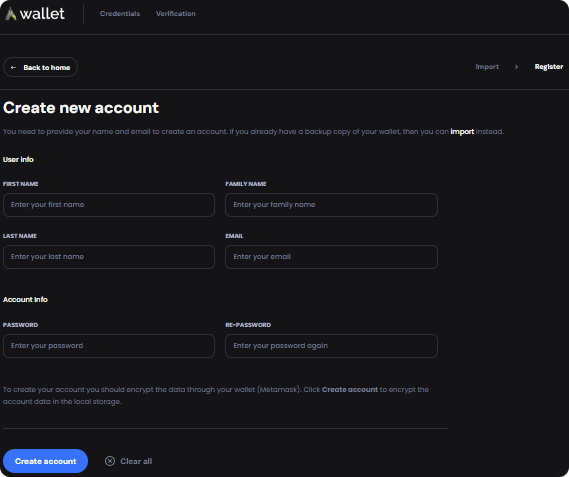 wallet Credentials Verification
← Back to home Import > Register
Create new account
You need to provide your name and email to create an account. If you already have a backup copy of your wallet, then you can import instead.
User info
FIRST NAME FAMILY NAME
Enter your first name Enter your family name
LAST NAME EMAIL
Enter your last name Enter your email
Account Info
PASSWORD RE-PASSWORD
Enter your password Enter your password again
To create your account you should encrypt the data through your wallet (Metamask). Click Create account to encrypt the
account data in the local storage.
Create account Clear all